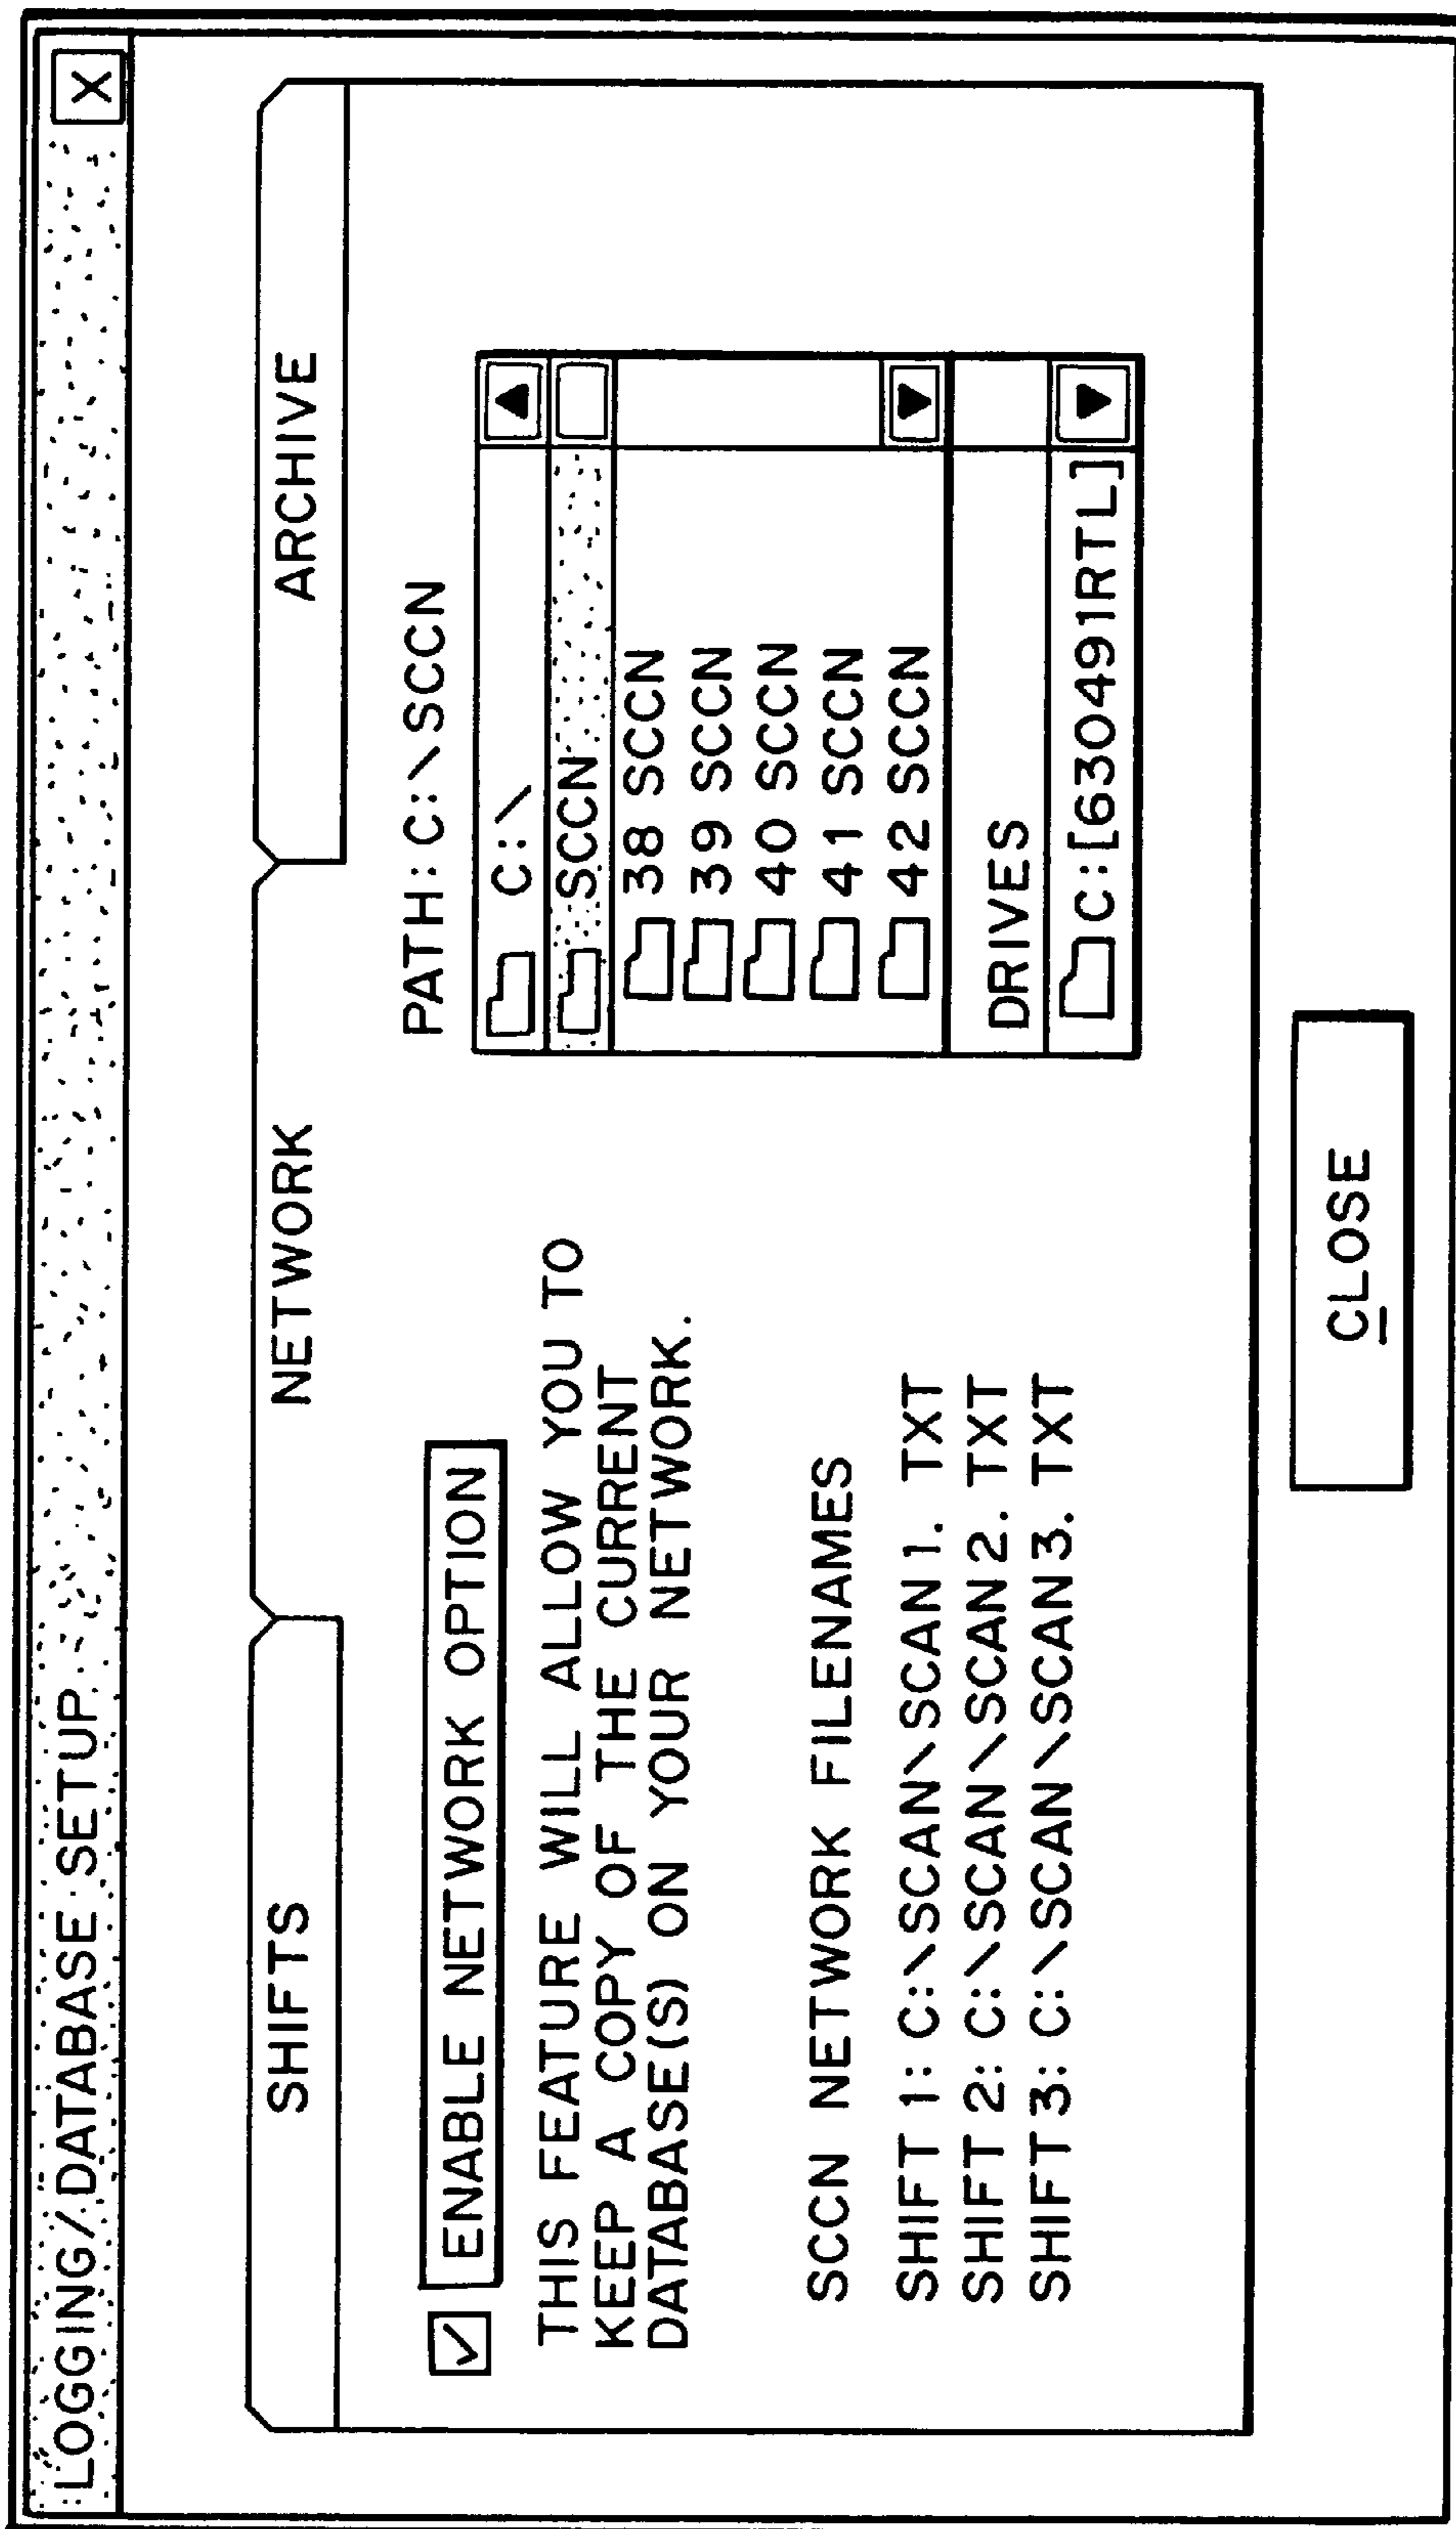 LOGGING/DATABASE SETUP
X
SHIFTS
NETWORK
ARCHIVE
ENABLE NETWORK OPTION
THIS FEATURE WILL ALLOW YOU TO
KEEP A COPY OF THE CURRENT
DATABASE(S) ON YOUR NETWORK.
SCCN NETWORK FILENAMES
SHIFT 1: C:\SCAN\SCAN1. TXT
SHIFT 2: C:\SCAN\SCAN2. TXT
SHIFT 3: C:\SCAN\SCAN3. TXT
PATH: C:\SCCN
C:\
SCCN
38 SCCN
39 SCCN
40 SCCN
41 SCCN
42 SCCN
DRIVES
C:[630491RTL]
CLOSE